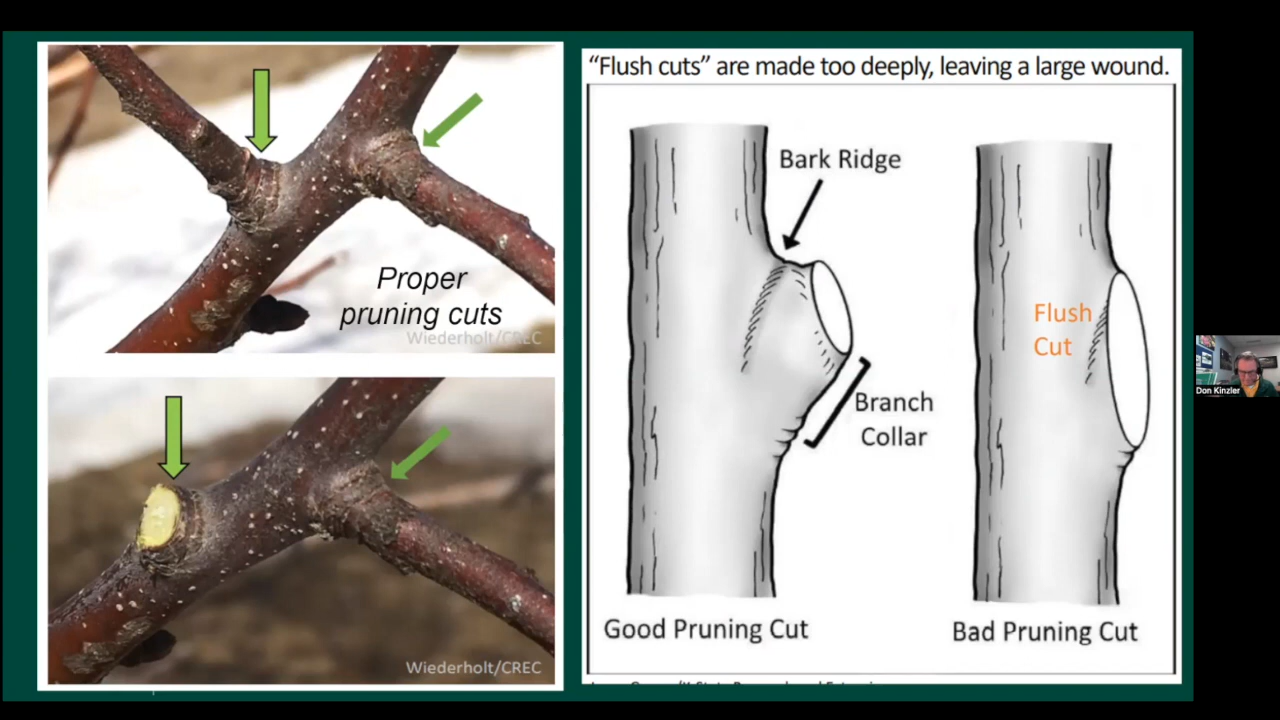 Proper
pruning cuts
Wiederholt/CREC
Wiederholt/CREC
“Flush cuts” are made too deeply, leaving a large wound.
Bark Ridge
Branch
Collar
Good Pruning Cut
Flush
Cut
Bad Pruning Cut
Don Kinzler